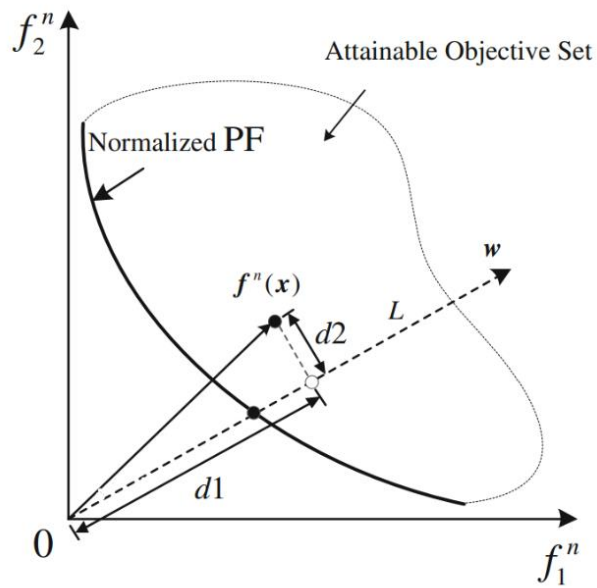 f₂ⁿ
Attainable Objective Set
Normalized PF
w
fⁿ(x)
L
d2
d1
0
f₁ⁿ